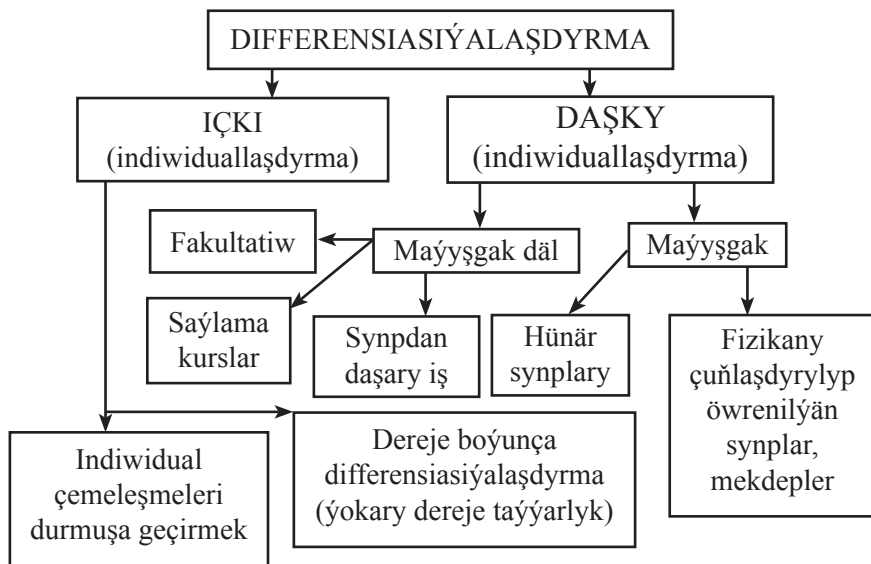 DIFFERENSIASIÝALAŞDYRMA
IÇKI
(indiwiduallaşdyrma)
DAŞKY
(indiwiduallaşdyrma)
Fakultatiw
Maýyşgak däl
Maýyşgak
Saýlama
kurslar
Synpdan
daşary iş
Hünär
synplary
Fizikany
çuňlaşdyrylyp
öwrenilýän
synplar,
mekdepler
Indiwidual
çemeleşmeleri
durmuşa geçirmek
Dereje boýunça
differensiasiýalaşdyrma
(ýokary dereje taýýarlyk)